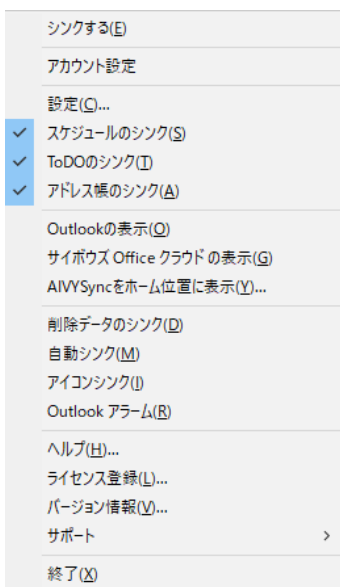 シンクする(E)
アカウント設定
設定(C)...
スケジュールのシンク(S)
ToDOのシンク(T)
アドレス帳のシンク(A)
Outlookの表示(O)
サイボウズ Office クラウド の表示(G)
AIVYSyncをホーム位置に表示(Y)...
削除データのシンク(D)
自動シンク(M)
アイコンシンク(I)
Outlook アラーム(R)
ヘルプ(H)...
ライセンス登録(L)...
バージョン情報(V)...
サポート
終了(X)